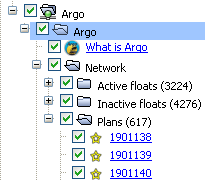 Argo
Argo
What is Argo
Network
Active floats (3224)
Inactive floats (4276)
Plans (617)
1901138
1901139
1901140